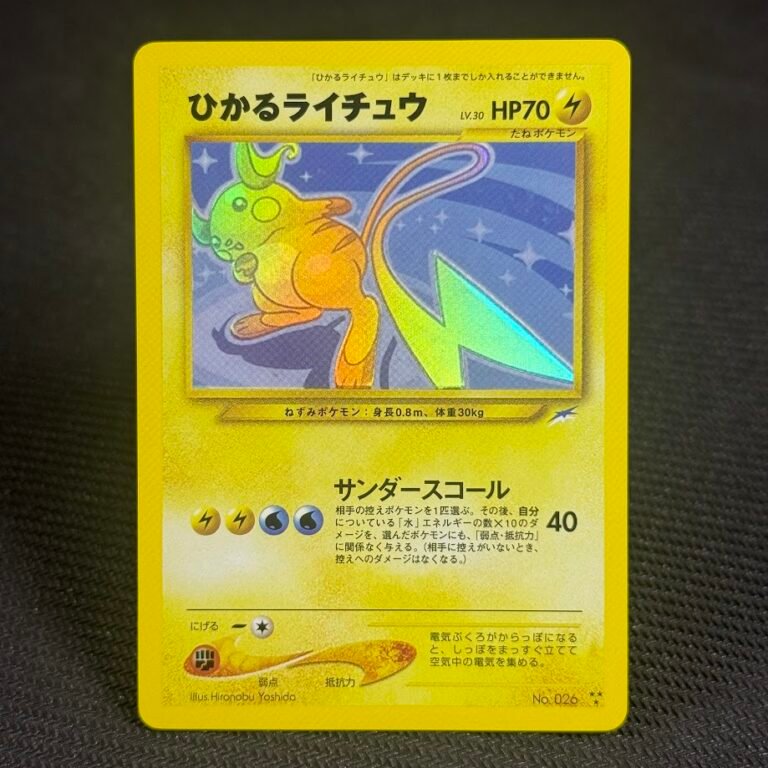 「ひかるライチュウ」はデッキに1枚までしか入れることができません。
ひかるライチュウ LV.30 HP70
たねポケモン
ねずみポケモン：身長0.8m、体重30kg
サンダースコール 40
相手の控えポケモンを1匹選ぶ。その後、自分
についている「水」エネルギーの数×10のダ
メージを、選んだポケモンにも、「弱点・抵抗力」
に関係なく与える。（相手に控えがいないとき、
控えへのダメージはなくなる。）
にげる
電気ぶくろがからっぽになる
と、しっぽをまっすぐ立てて
空気中の電気を集める。
弱点 抵抗力
Illus. Hironobu Yoshida No. 026